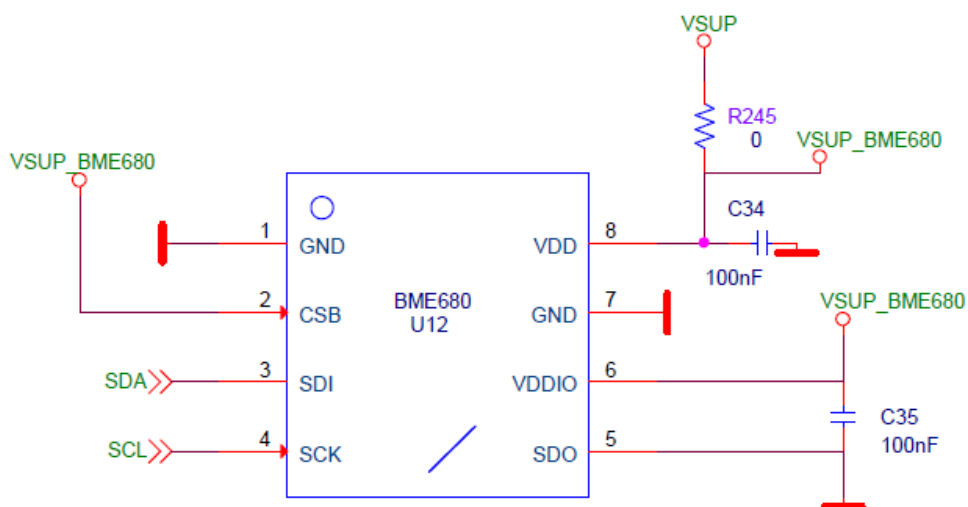 VSUP
R245
0
VSUP_BME680
VSUP_BME680
C34
100nF
1
GND
VDD
8
BME680
U12
2
CSB
GND
7
VSUP_BME680
SDA
3
SDI
VDDIO
6
C35
100nF
SCL
4
SCK
SDO
5